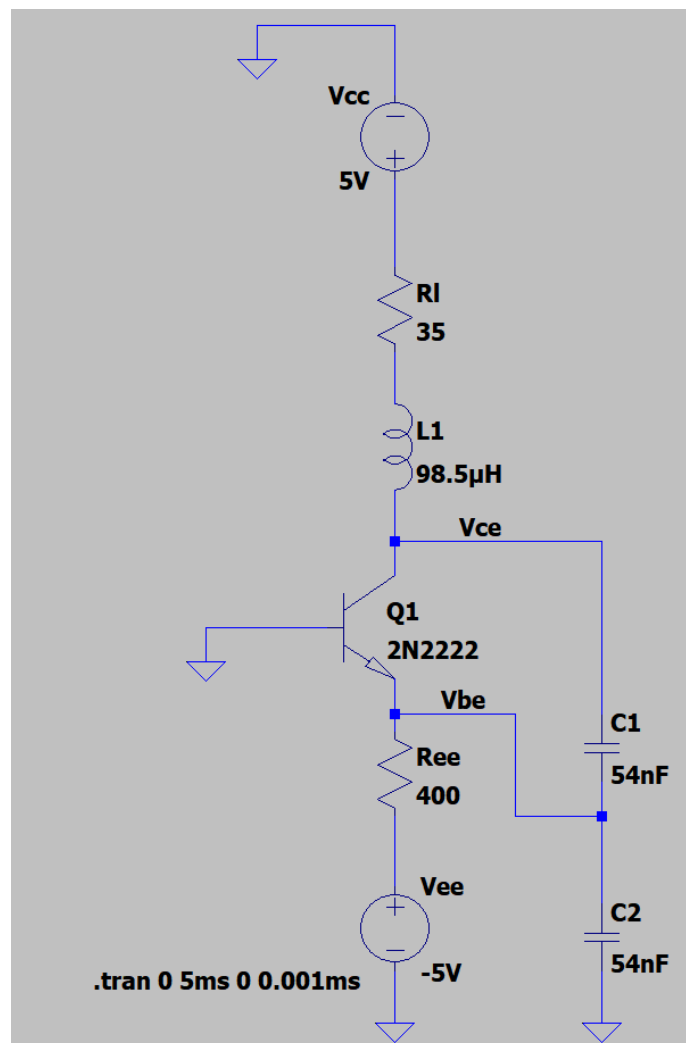 Vcc
5V
Rl
35
L1
98.5µH
Vce
Q1
2N2222
Vbe
C1
54nF
Ree
400
Vee
-5V
C2
54nF
.tran 0 5ms 0 0.001ms